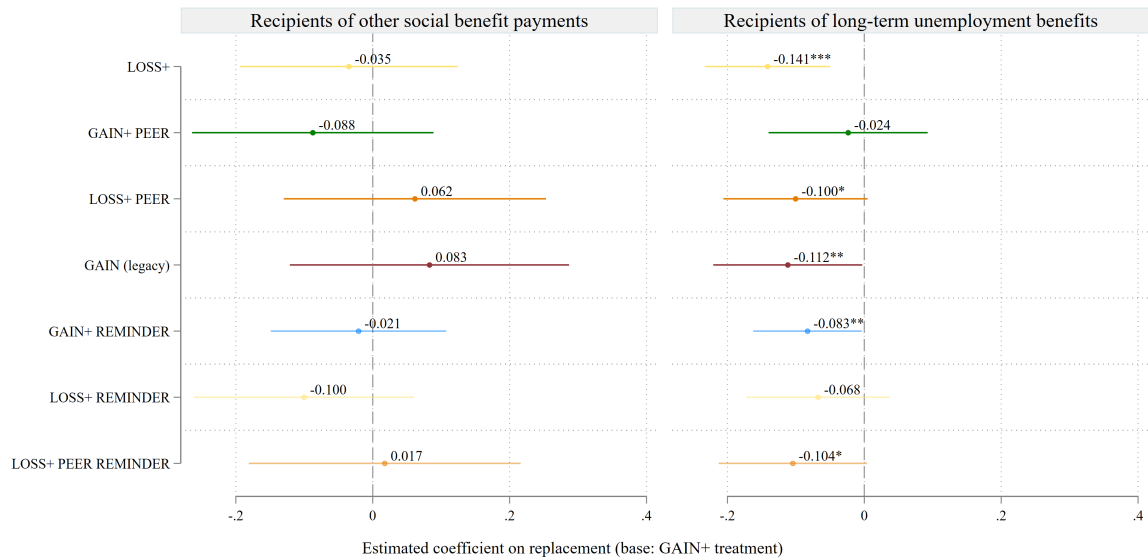 Recipients of other social benefit payments
Recipients of long-term unemployment benefits
LOSS+
-0.035
-0.141***
GAIN+ PEER
-0.088
-0.024
LOSS+ PEER
0.062
-0.100*
GAIN (legacy)
0.083
-0.112**
GAIN+ REMINDER
-0.021
-0.083**
LOSS+ REMINDER
-0.100
-0.068
LOSS+ PEER REMINDER
0.017
-0.104*
-.2 0 .2 .4
-.2 0 .2 .4
Estimated coefficient on replacement (base: GAIN+ treatment)